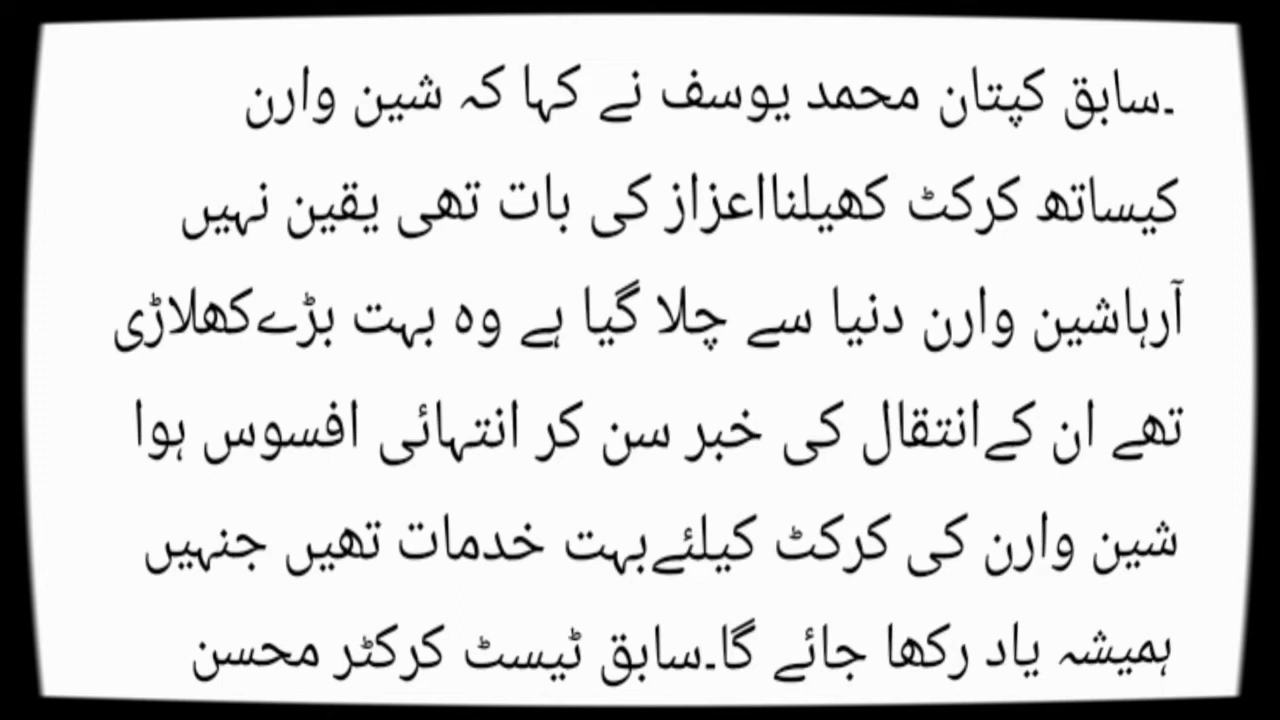 ۔سابق کپتان محمد یوسف نے کہا کہ شین وارن
کیساتھ کرکٹ کھیلنااعزاز کی بات تھی یقین نہیں
آرہاشین وارن دنیا سے چلا گیا ہے وہ بہت بڑےکھلاڑی
تھے ان کےانتقال کی خبر سن کر انتہائی افسوس ہوا
شین وارن کی کرکٹ کیلئےبہت خدمات تھیں جنہیں
ہمیشہ یاد رکھا جائے گا۔سابق ٹیسٹ کرکٹر محسن